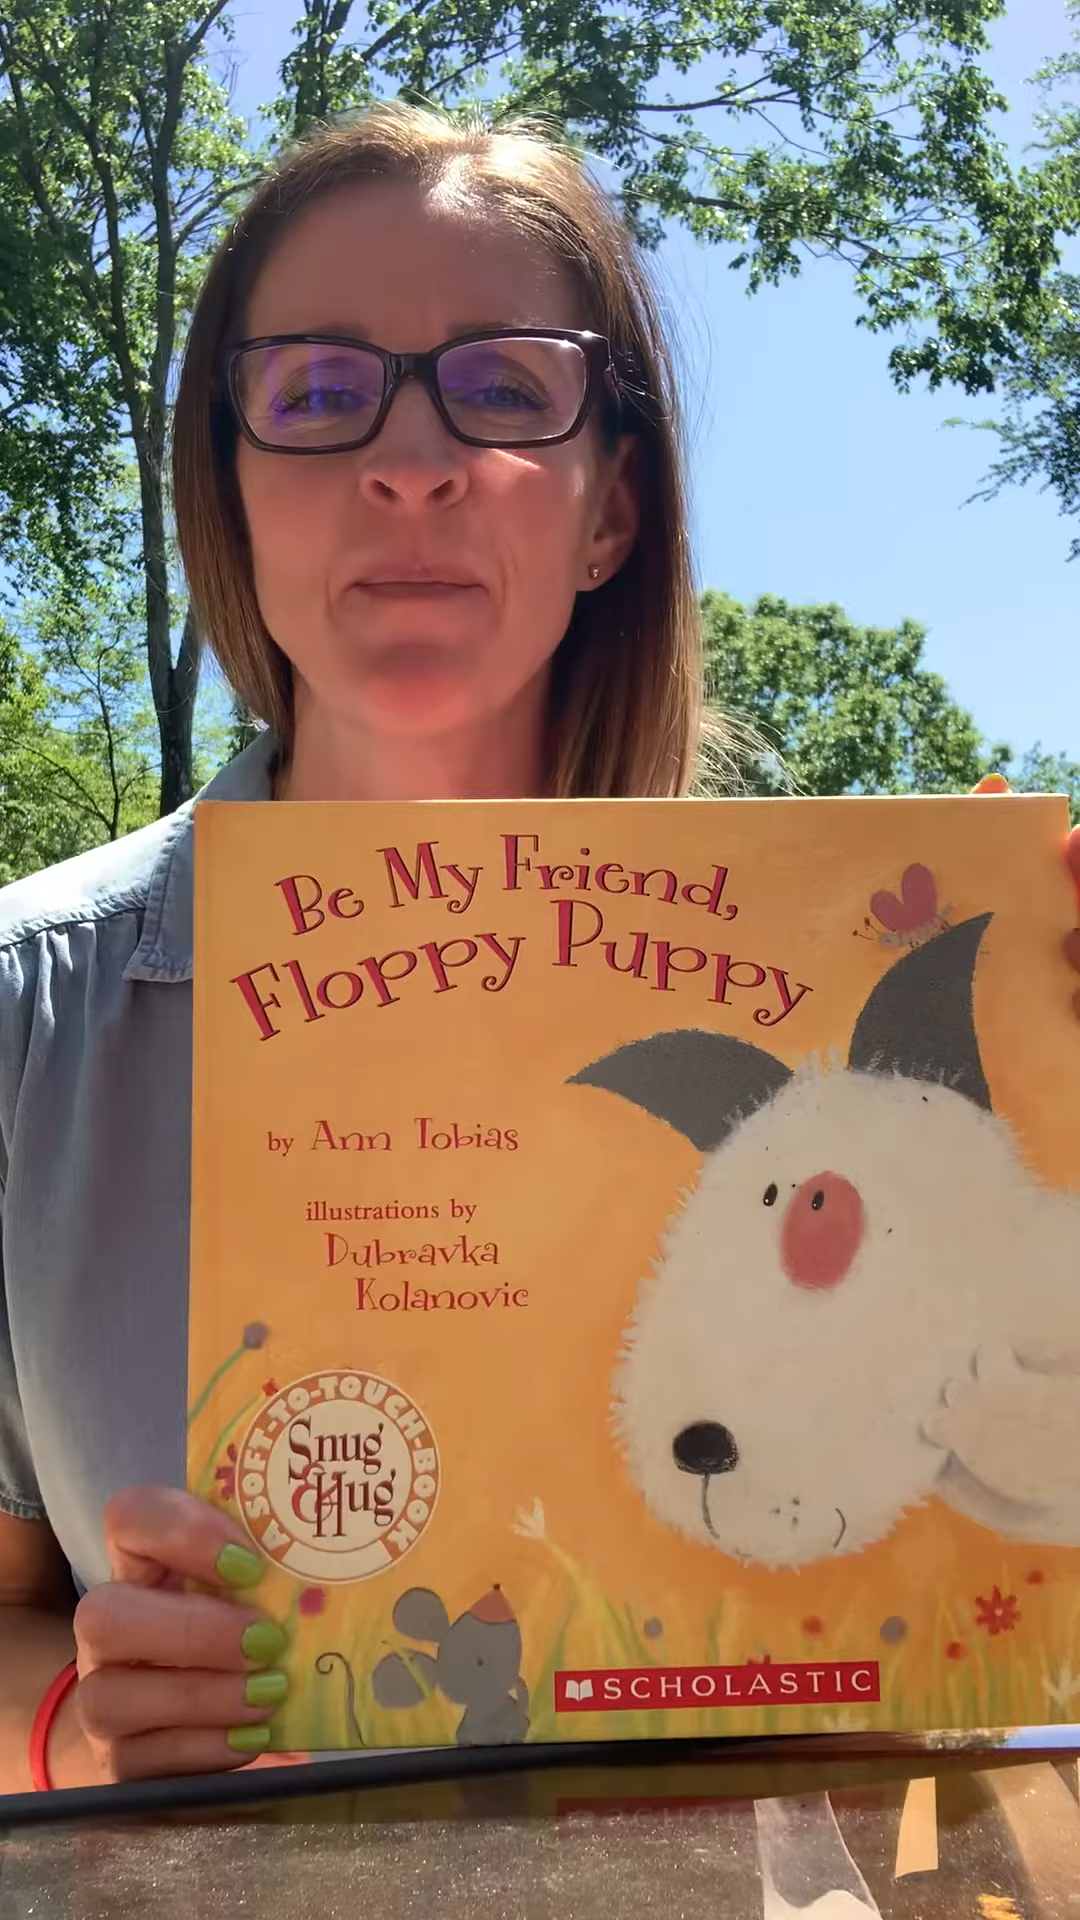 Be My Friend,
Floppy Puppy
by Ann Tobias
illustrations by
Dubravka
Kolanovic
A SOFT-TO-TOUCH BOOK
Snug
& Hug
SCHOLASTIC